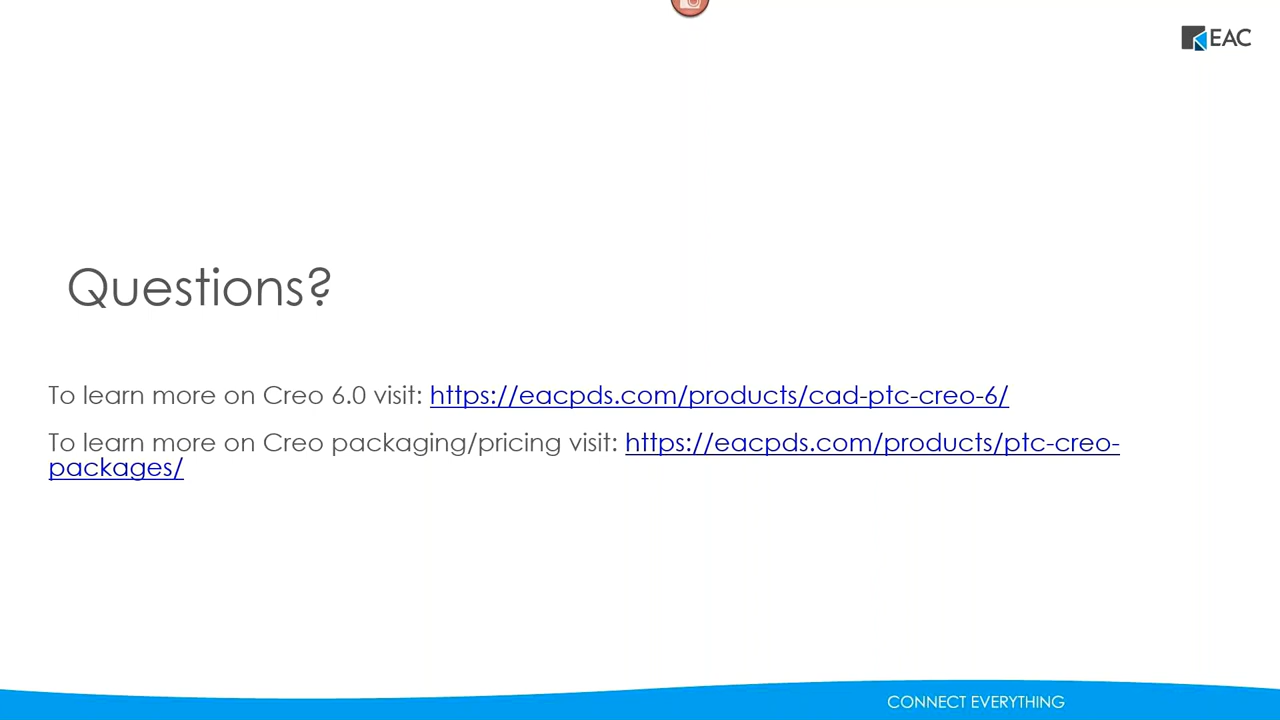 EAC
Questions?
To learn more on Creo 6.0 visit: https://eacpds.com/products/cad-ptc-creo-6/
To learn more on Creo packaging/pricing visit: https://eacpds.com/products/ptc-creo-
packages/
CONNECT EVERYTHING